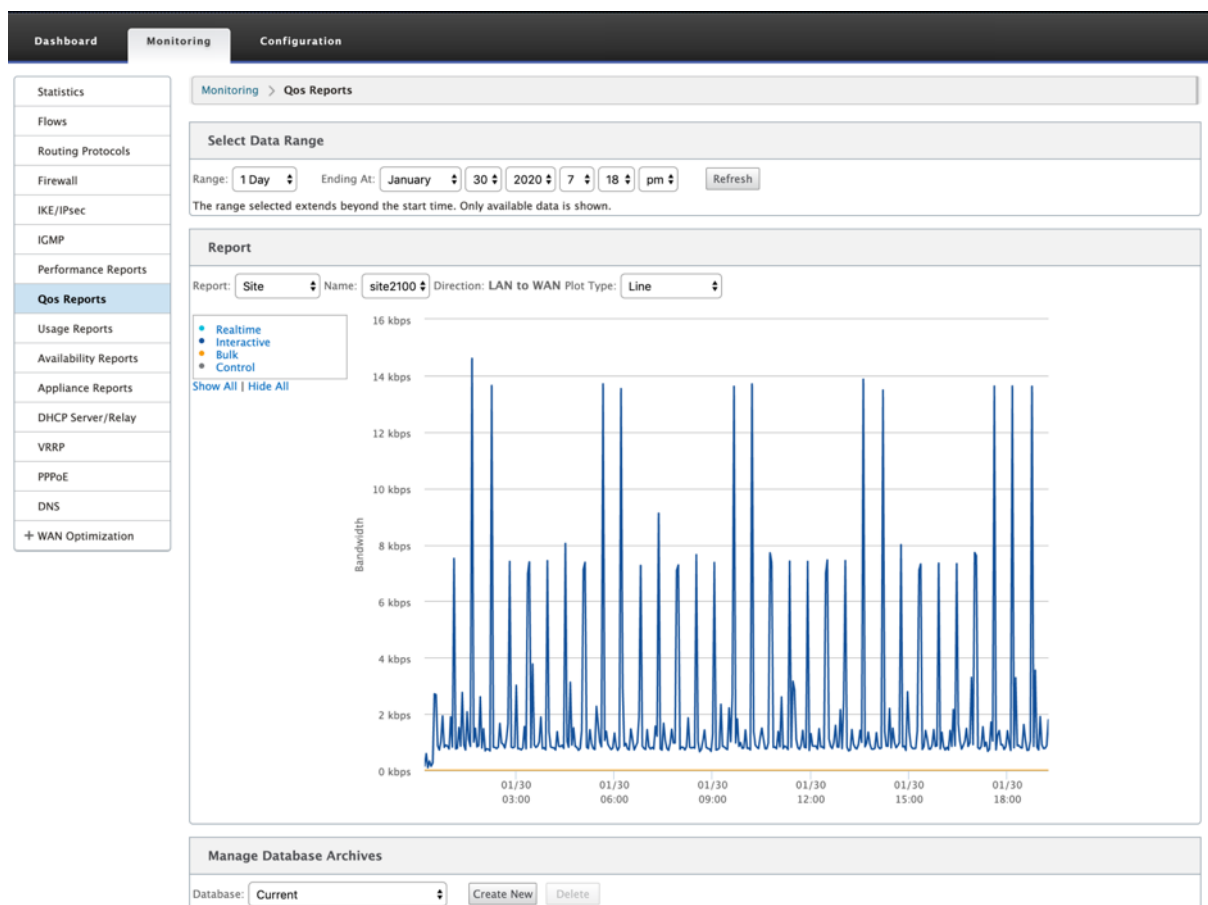 Dashboard Monitoring Configuration
Statistics
Flows
Routing Protocols
Firewall
IKE/IPsec
IGMP
Performance Reports
Qos Reports
Usage Reports
Availability Reports
Appliance Reports
DHCP Server/Relay
VRRP
PPPoE
DNS
+ WAN Optimization
Monitoring > Qos Reports
Select Data Range
Range: 1 Day Ending At: January 30 2020 7 18 pm Refresh
The range selected extends beyond the start time. Only available data is shown.
Report
Report: Site Name: site2100 Direction: LAN to WAN Plot Type: Line
Realtime
Interactive
Bulk
Control
Show All | Hide All
Bandwidth
16 kbps
14 kbps
12 kbps
10 kbps
8 kbps
6 kbps
4 kbps
2 kbps
0 kbps
01/30 01/30 01/30 01/30 01/30 01/30
03:00 06:00 09:00 12:00 15:00 18:00
Manage Database Archives
Database: Current Create New Delete